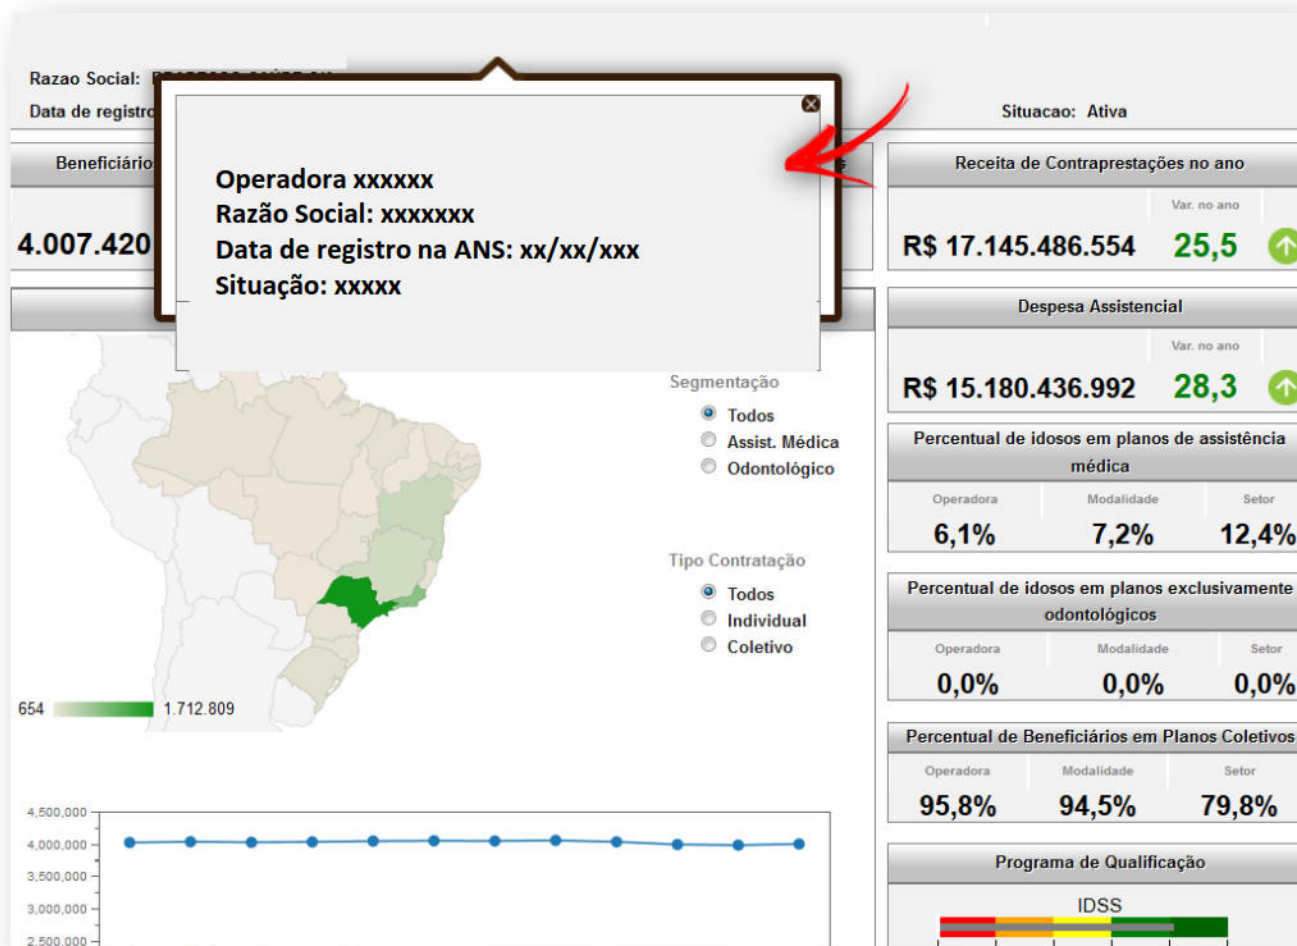 Razao Social:
Data de registro
Situacao: Ativa
Operadora xxxxxx
Razão Social: xxxxxxx
Data de registro na ANS: xx/xx/xxx
Situação: xxxxx
Beneficiário
4.007.420
Receita de Contraprestações no ano
Var. no ano
R$ 17.145.486.554 25,5
Despesa Assistencial
Var. no ano
R$ 15.180.436.992 28,3
Segmentação
Todos
Assist. Médica
Odontológico
Tipo Contratação
Todos
Individual
Coletivo
654 1.712.809
Percentual de idosos em planos de assistência
médica
Operadora Modalidade Setor
6,1% 7,2% 12,4%
Percentual de idosos em planos exclusivamente
odontológicos
Operadora Modalidade Setor
0,0% 0,0% 0,0%
Percentual de Beneficiários em Planos Coletivos
Operadora Modalidade Setor
95,8% 94,5% 79,8%
Programa de Qualificação
IDSS
4,500,000
4,000,000
3,500,000
3,000,000
2,500,000